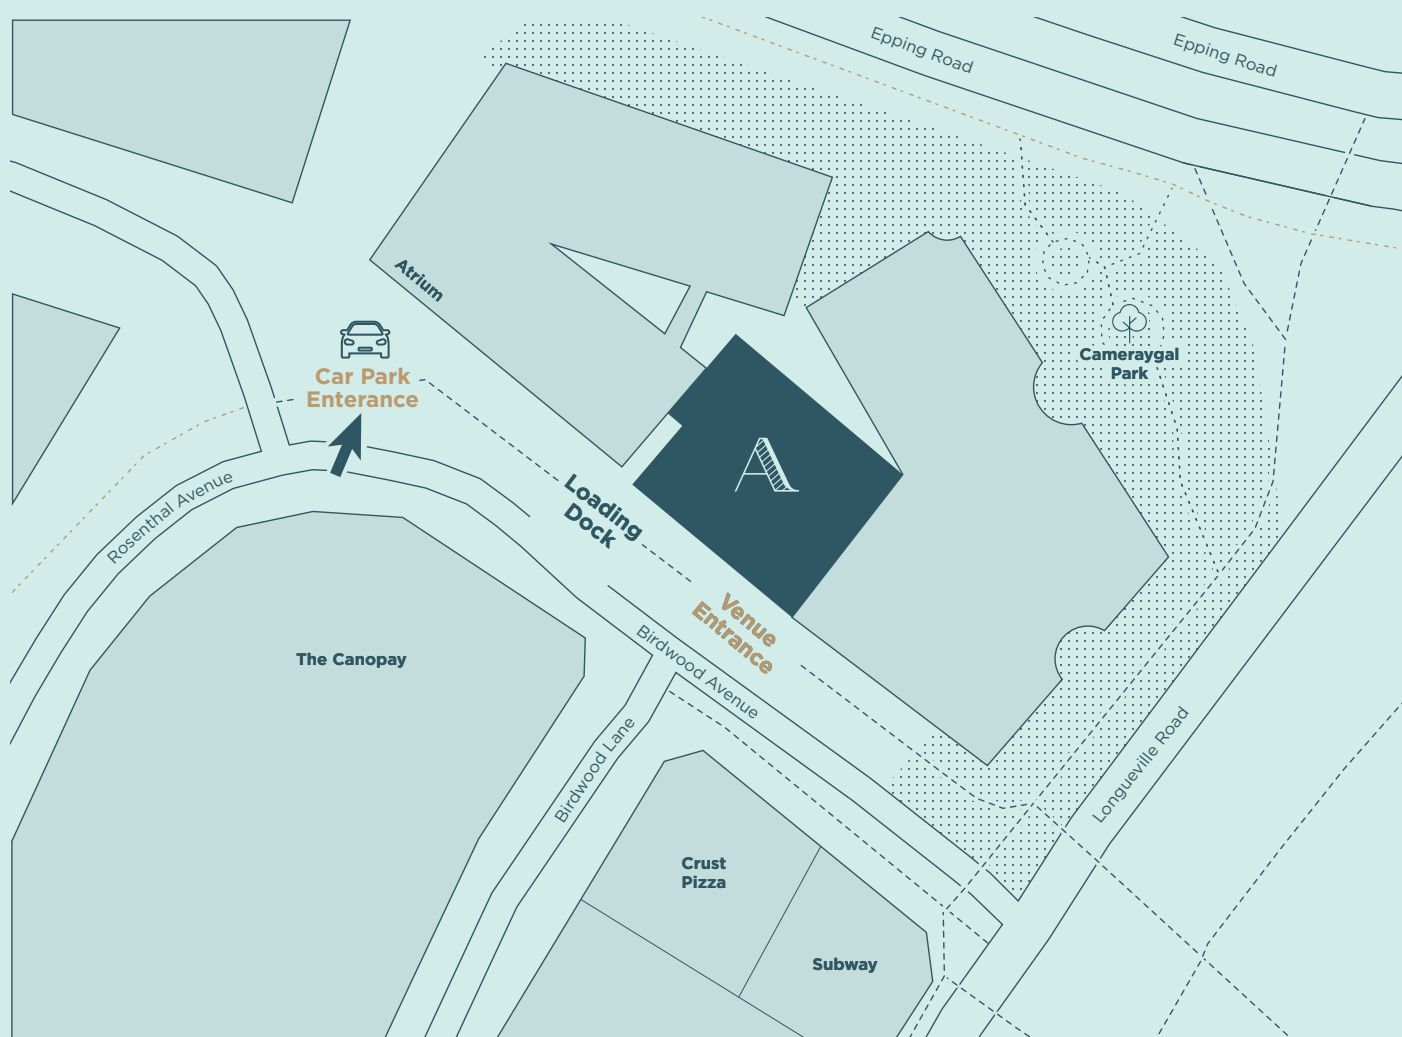 Epping Road
Epping Road
Atrium
Cameraygal
Park
Car Park
Enterance
A
Loading
Dock
Rosenthal Avenue
Venue
Entrance
The Canopay
Birdwood Avenue
Birdwood Lane
Longueville Road
Crust
Pizza
Subway